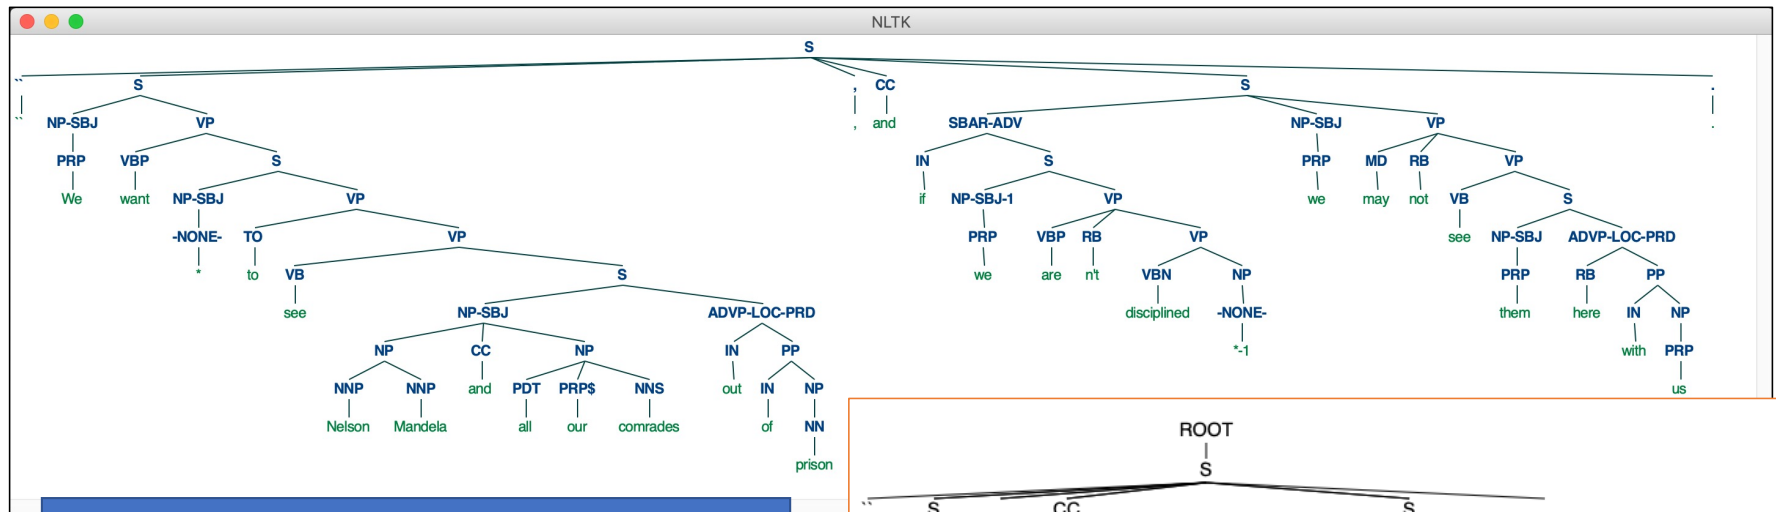 NLTK
S
`` S , CC S .
`` NP-SBJ VP , and SBAR-ADV NP-SBJ VP .
PRP VBP S IN S PRP MD RB VP
We want NP-SBJ VP if NP-SBJ-1 VP we may not VB S
-NONE- TO VP PRP VBP RB VP see NP-SBJ ADVP-LOC-PRD
* to VB S we are n't VBN NP PRP RB PP
see NP-SBJ ADVP-LOC-PRD disciplined -NONE- them here IN NP
NP CC NP IN PP *-1 with PRP
NNP NNP and PDT PRP$ NNS out IN NP us
Nelson Mandela all our comrades of NN
prison
ROOT
S
`` S CC S